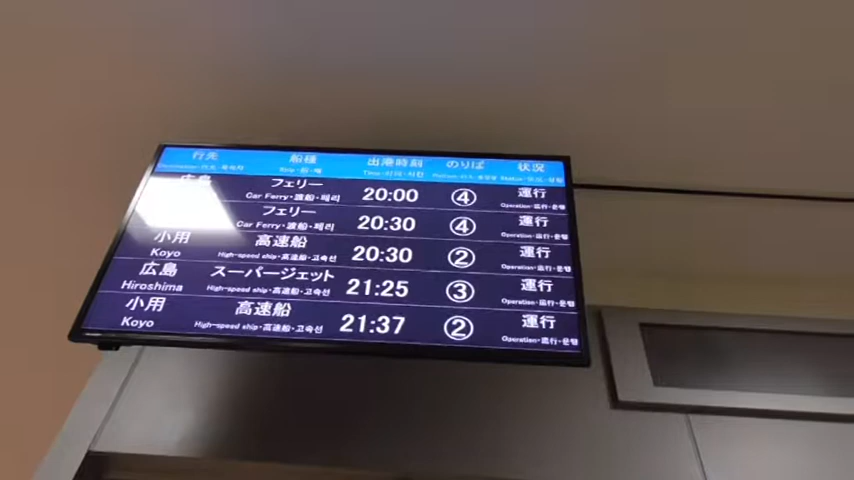 行先 船種 出港時刻 のりば 状況
広島 フェリー 20:00 ④ 運行
Car Ferry・渡船・페리 Operation・运行・운행
フェリー 20:30 ④ 運行
Car Ferry・渡船・페리 Operation・运行・운행
小用 高速船 20:30 ② 運行
Koyo High-speed ship・高速船・고속선 Operation・运行・운행
広島 スーパージェット 21:25 ③ 運行
Hiroshima High-speed ship・高速船・고속선 Operation・运行・운행
小用 高速船 21:37 ② 運行
Koyo High-speed ship・高速船・고속선 Operation・运行・운행